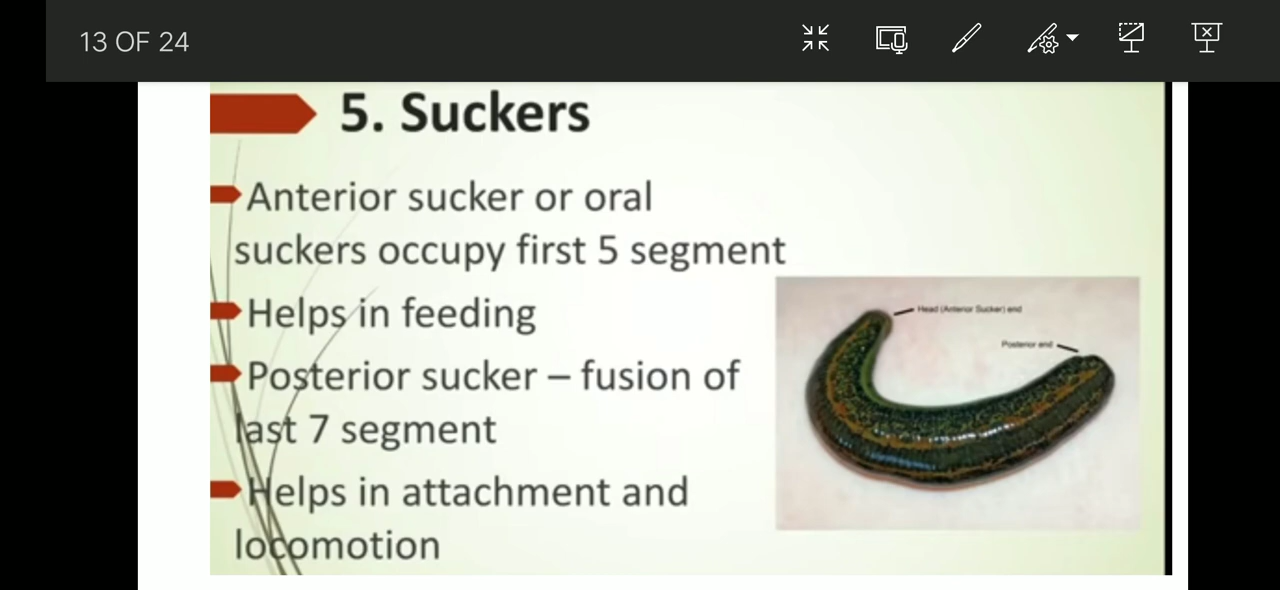 13 OF 24
5. Suckers
Anterior sucker or oral
suckers occupy first 5 segment
Helps in feeding
Posterior sucker – fusion of
last 7 segment
Helps in attachment and
locomotion
Head (Anterior Sucker) end
Posterior end